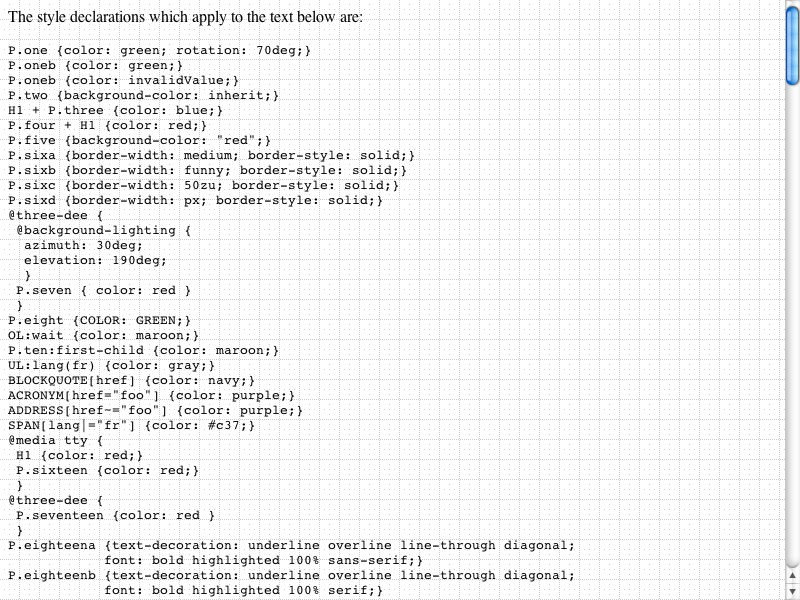 The style declarations which apply to the text below are:
P.one {color: green; rotation: 70deg;}
P.oneb {color: green;}
P.oneb {color: invalidValue;}
P.two {background-color: inherit;}
H1 + P.three {color: blue;}
P.four + H1 {color: red;}
P.five {background-color: "red";}
P.sixa {border-width: medium; border-style: solid;}
P.sixb {border-width: funny; border-style: solid;}
P.sixc {border-width: 50zu; border-style: solid;}
P.sixd {border-width: px; border-style: solid;}
@three-dee {
 @background-lighting {
  azimuth: 30deg;
  elevation: 190deg;
  }
 P.seven { color: red }
 }
P.eight {COLOR: GREEN;}
OL:wait {color: maroon;}
P.ten:first-child {color: maroon;}
UL:lang(fr) {color: gray;}
BLOCKQUOTE[href] {color: navy;}
ACRONYM[href="foo"] {color: purple;}
ADDRESS[href~="foo"] {color: purple;}
SPAN[lang|="fr"] {color: #c37;}
@media tty {
 H1 {color: red;}
 P.sixteen {color: red;}
 }
@three-dee {
 P.seventeen {color: red }
 }
P.eighteena {text-decoration: underline overline line-through diagonal;
            font: bold highlighted 100% sans-serif;}
P.eighteenb {text-decoration: underline overline line-through diagonal;
            font: bold highlighted 100% serif;}